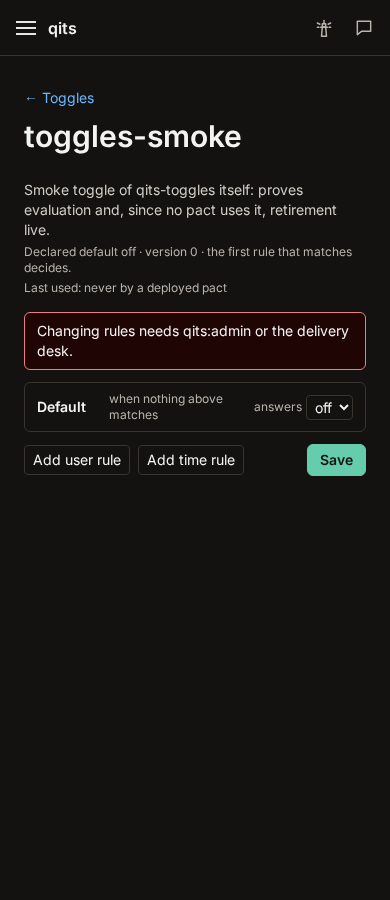 qits
← Toggles
toggles-smoke
Smoke toggle of qits-toggles itself: proves
evaluation and, since no pact uses it, retirement
live.
Declared default off · version 0 · the first rule that matches
decides.
Last used: never by a deployed pact
Changing rules needs qits:admin or the delivery
desk.
Default when nothing above matches answers off
Add user rule Add time rule Save